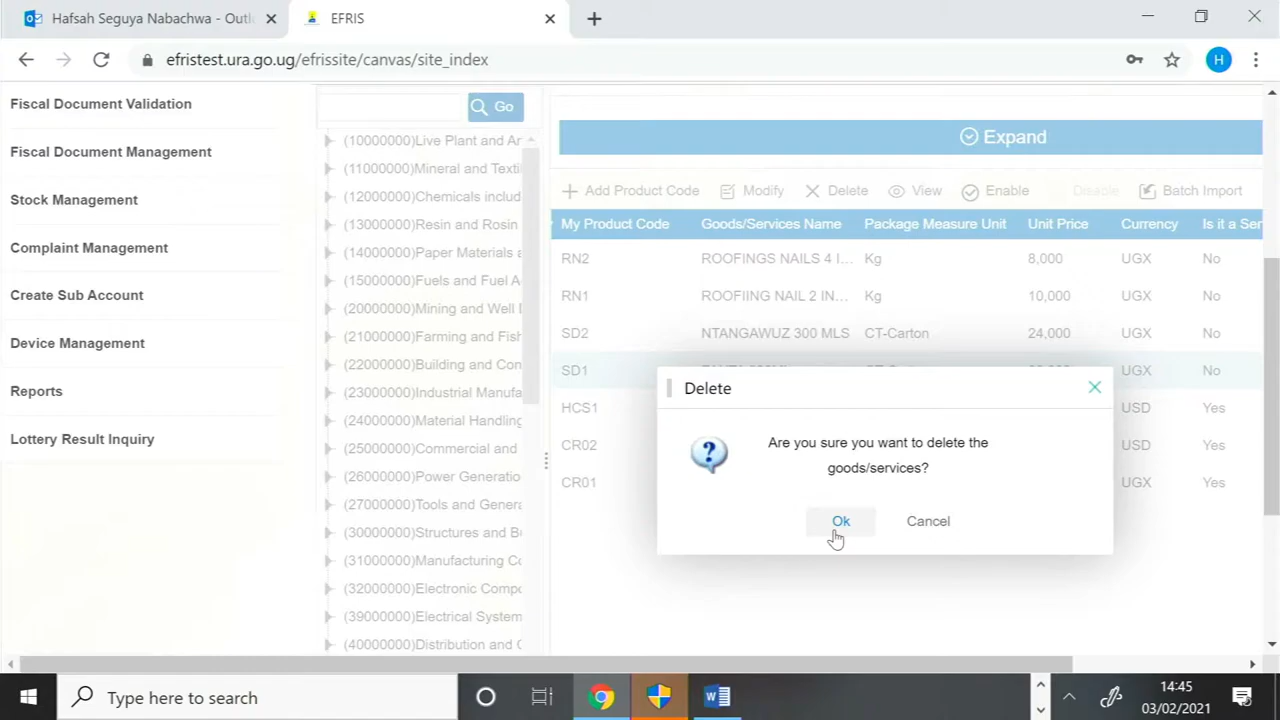 Hafsah Seguya Nabachwa - Outl
EFRIS
efristest.ura.go.ug/efrissite/canvas/site_index
H
Fiscal Document Validation
Fiscal Document Management
Stock Management
Complaint Management
Create Sub Account
Device Management
Reports
Lottery Result Inquiry
Go
(10000000)Live Plant and An
(11000000)Mineral and Texti
(12000000)Chemicals includ
(13000000)Resin and Rosin
(14000000)Paper Materials a
(15000000)Fuels and Fuel A
(20000000)Mining and Well D
(21000000)Farming and Fish
(22000000)Building and Con
(23000000)Industrial Manufa
(24000000)Material Handling
(25000000)Commercial and
(26000000)Power Generatio
(27000000)Tools and Genera
(30000000)Structures and Bu
(31000000)Manufacturing Co
(32000000)Electronic Compo
(39000000)Electrical System
(40000000)Distribution and C
Expand
Add Product Code Modify Delete View Enable Disable Batch Import
My Product Code Goods/Services Name Package Measure Unit Unit Price Currency Is it a Ser
RN2 ROOFINGS NAILS 4 I... Kg 8,000 UGX No
RN1 ROOFIING NAIL 2 IN... Kg 10,000 UGX No
SD2 NTANGAWUZ 300 MLS CT-Carton 24,000 UGX No
SD1 UGX No
HCS1 USD Yes
CR02 USD Yes
CR01 UGX Yes
Delete
Are you sure you want to delete the
goods/services?
Ok Cancel
Type here to search
14:45
03/02/2021